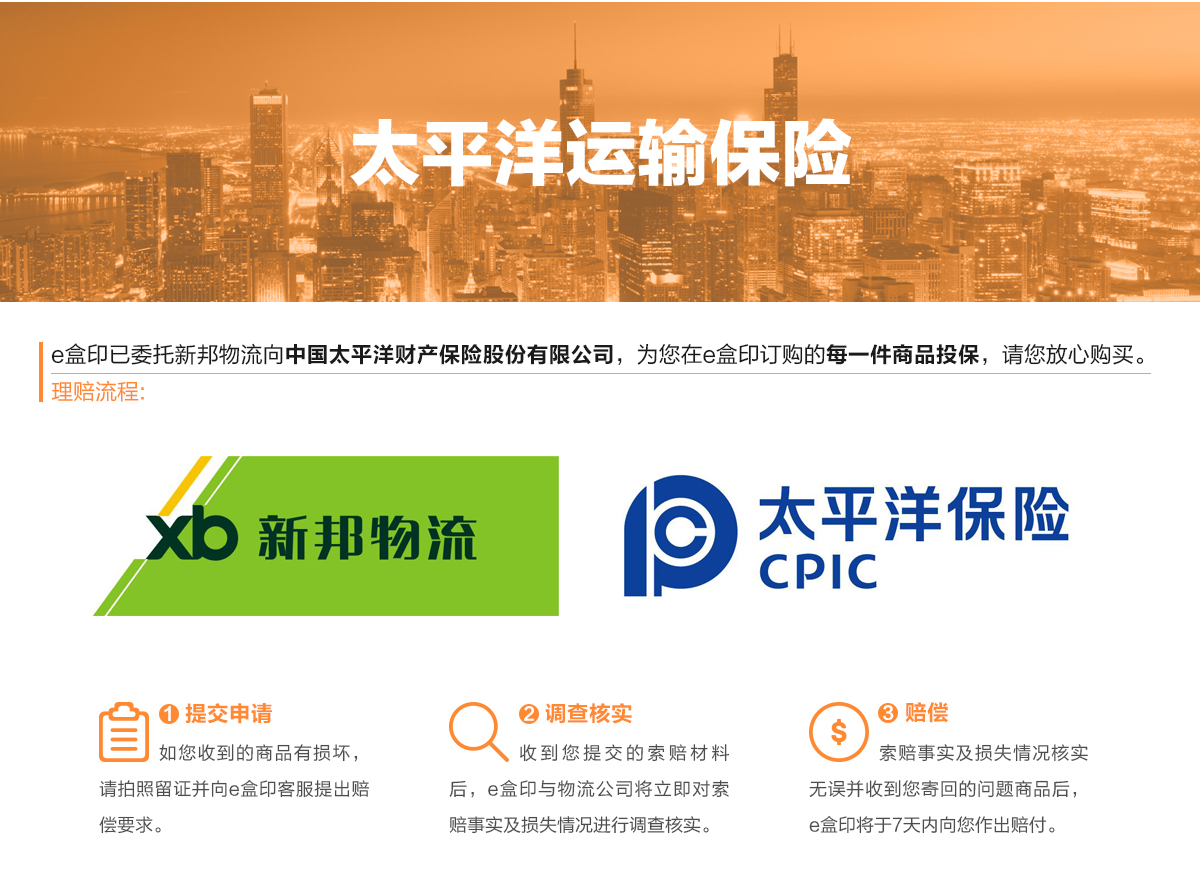 太平洋运输保险
e盒印已委托新邦物流向中国太平洋财产保险股份有限公司，为您在e盒印订购的每一件商品投保，请您放心购买。
理赔流程:
xb 新邦物流
太平洋保险
CPIC
1 提交申请
如您收到的商品有损坏，
请拍照留证并向e盒印客服提出赔
偿要求。
2 调查核实
收到您提交的索赔材料
后，e盒印与物流公司将立即对索
赔事实及损失情况进行调查核实。
$
3 赔偿
索赔事实及损失情况核实
无误并收到您寄回的问题商品后，
e盒印将于7天内向您作出赔付。